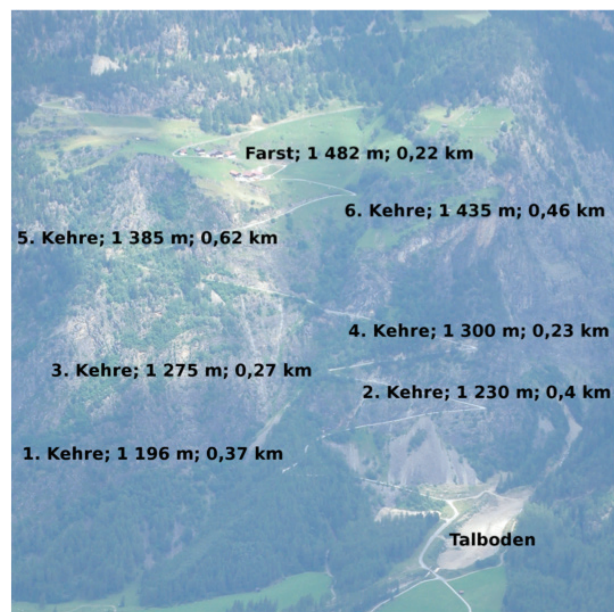 Farst; 1 482 m; 0,22 km
6. Kehre; 1 435 m; 0,46 km
5. Kehre; 1 385 m; 0,62 km
4. Kehre; 1 300 m; 0,23 km
3. Kehre; 1 275 m; 0,27 km
2. Kehre; 1 230 m; 0,4 km
1. Kehre; 1 196 m; 0,37 km
Talboden